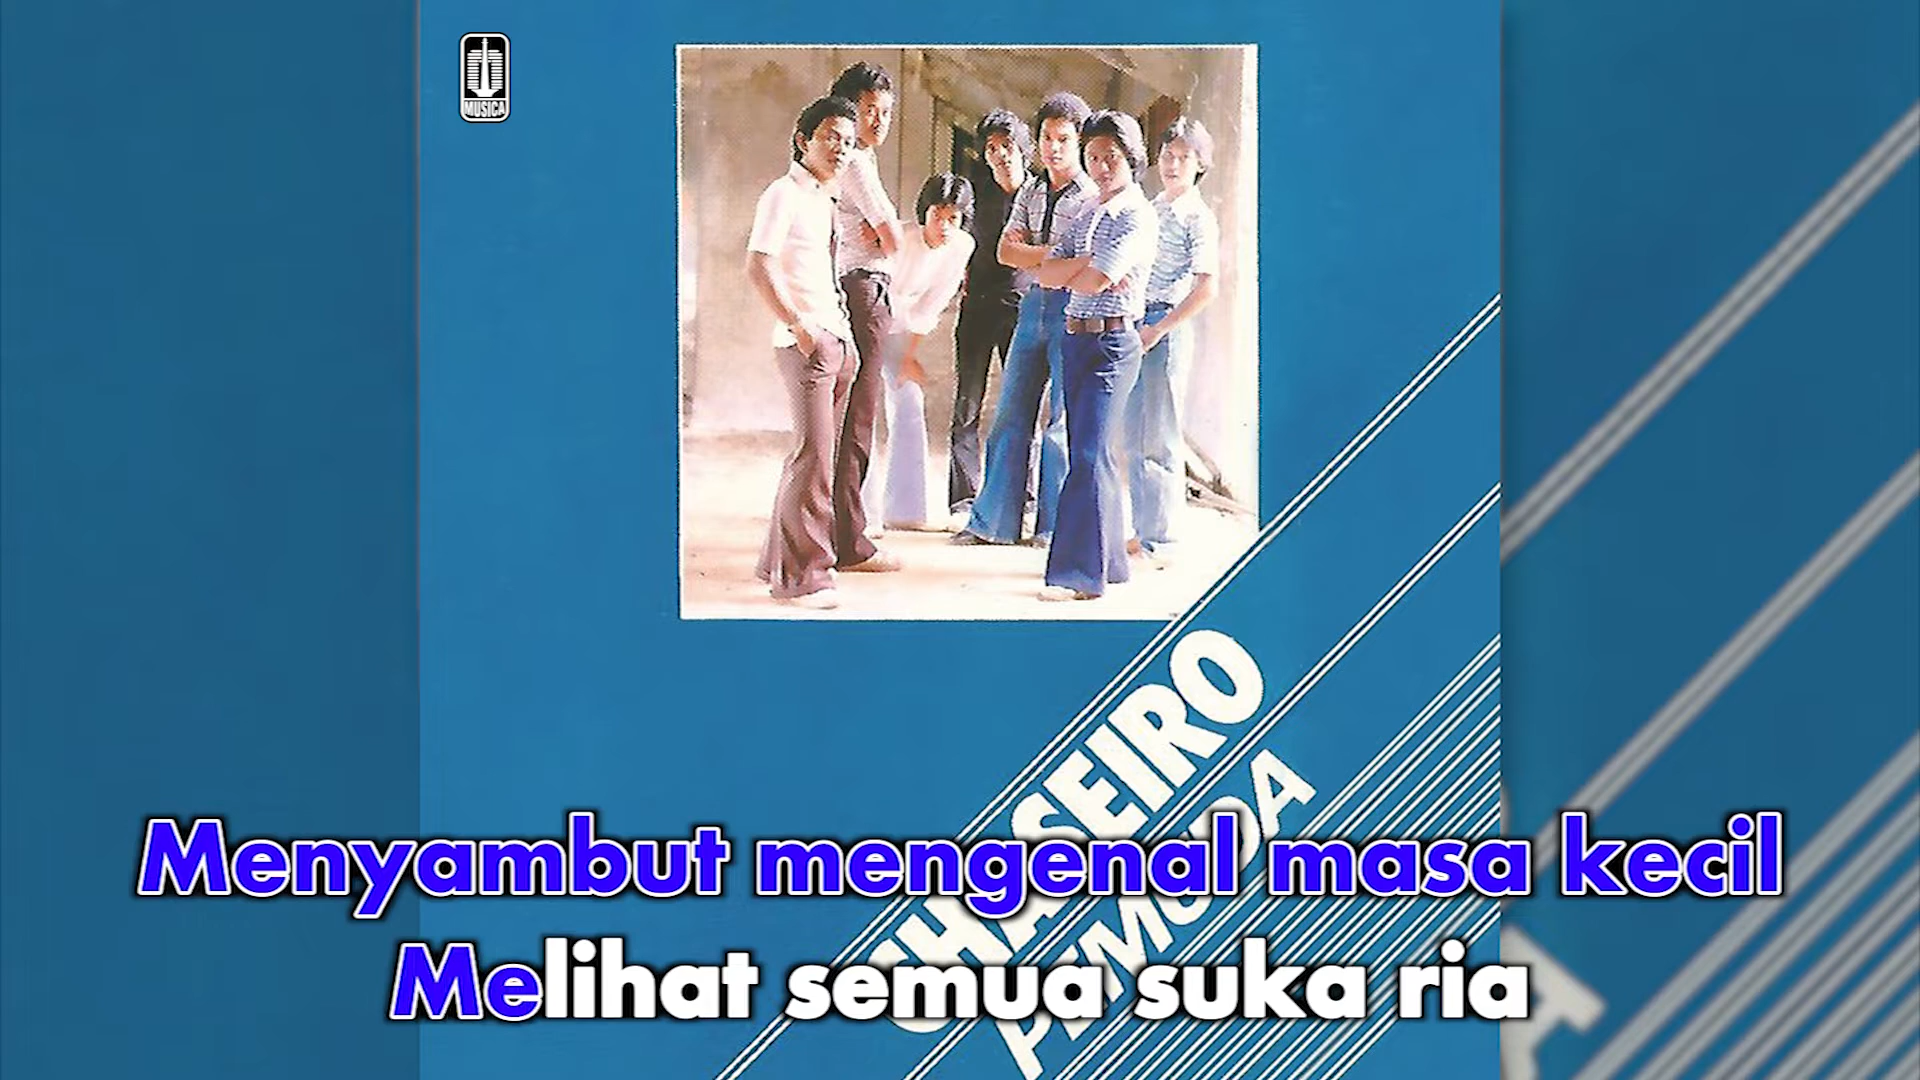 MUSICA
CHASEIRO
PEMUDA
Menyambut mengenal masa kecil
Melihat semua suka ria